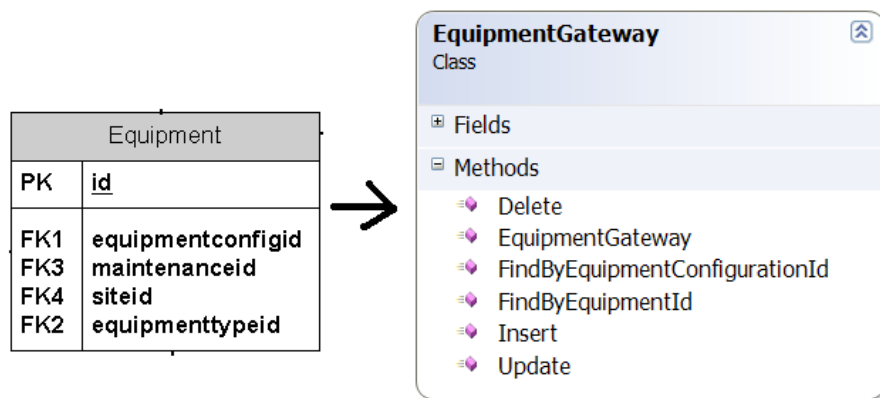 Equipment
PK id
FK1 equipmentconfigid
FK3 maintenanceid
FK4 siteid
FK2 equipmenttypeid
EquipmentGateway
Class
Fields
Methods
Delete
EquipmentGateway
FindByEquipmentConfigurationId
FindByEquipmentId
Insert
Update